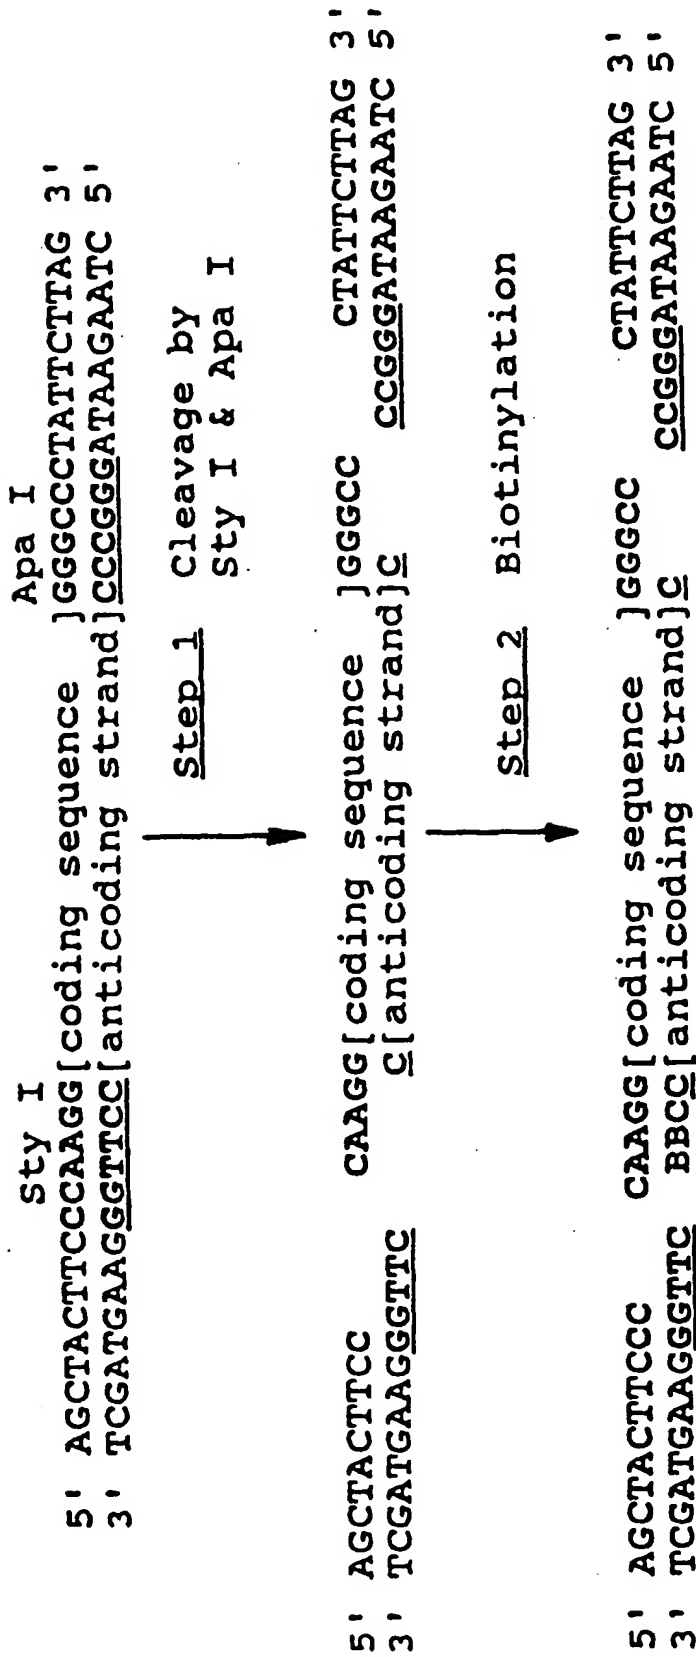 Sty I Apa I
5' AGCTACTTCCCAAGG[coding sequence ]GGGCCCTATTCTTAG 3'
3' TCGATGAAGGGTTCC[anticoding strand]CCCGGGATAAGAATC 5'
Step 1 Cleavage by
Sty I & Apa I
5' AGCTACTTCC CAAGG[coding sequence ]GGGCC CTATTCTTAG 3'
3' TCGATGAAGGGTTC C[anticoding strand]C CCGGGATAAGAATC 5'
Step 2 Biotinylation
5' AGCTACTTCCC CAAGG[coding sequence ]GGGCC CTATTCTTAG 3'
3' TCGATGAAGGGTTC BBCC[anticoding strand]C CCGGGATAAGAATC 5'